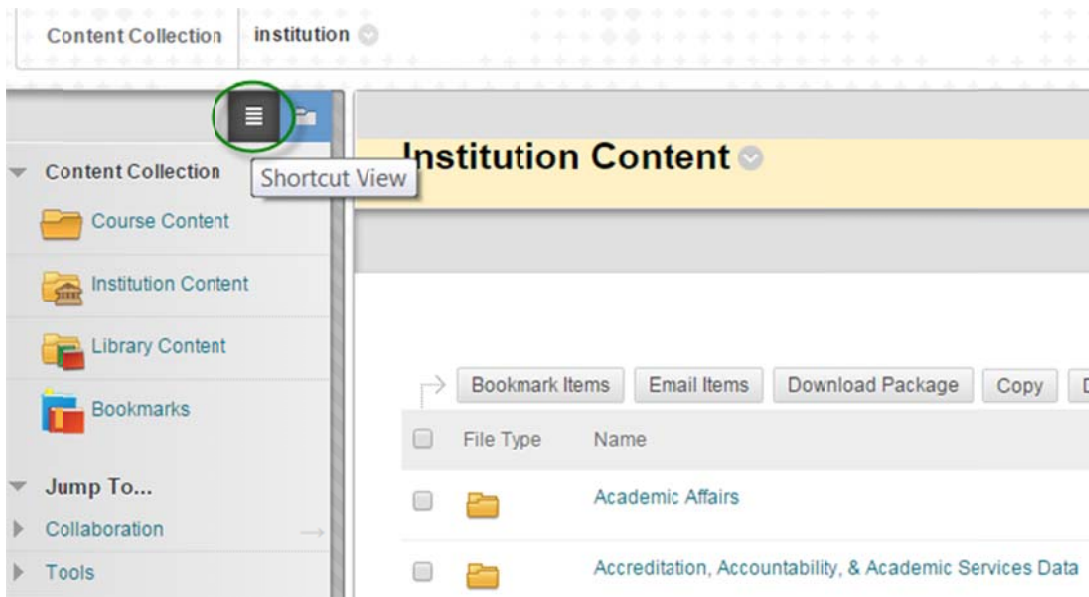 Content Collection institution
Shortcut View
Content Collection
Course Content
Institution Content
Library Content
Bookmarks
Jump To...
Collaboration
Tools
Institution Content
Bookmark Items Email Items Download Package Copy D
File Type Name
Academic Affairs
Accreditation, Accountability, & Academic Services Data